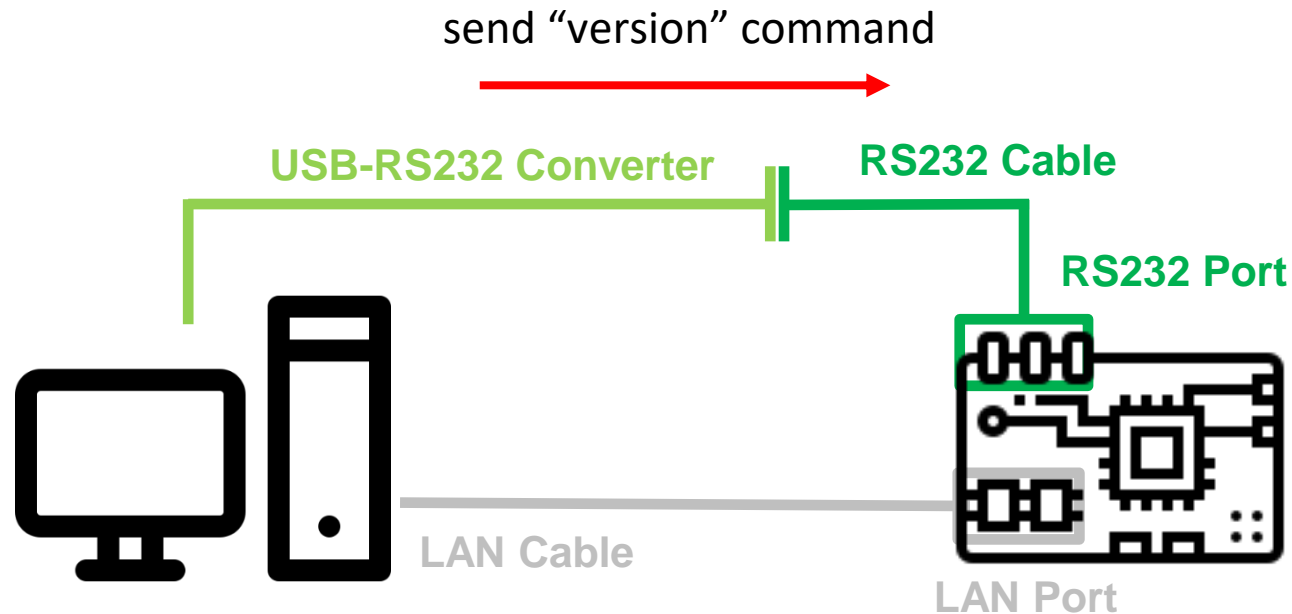 send “version” command
USB-RS232 Converter
RS232 Cable
RS232 Port
LAN Cable
LAN Port